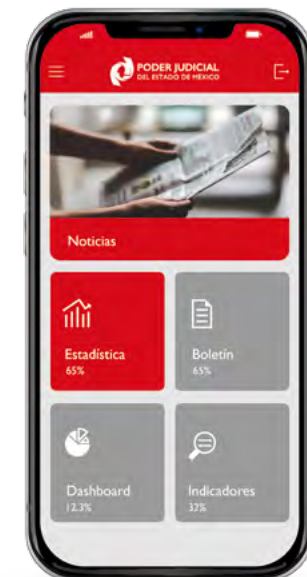 PODER JUDICIAL
DEL ESTADO DE MÉXICO
Noticias
Estadística
65%
Boletín
65%
Dashboard
12.3%
Indicadores
32%